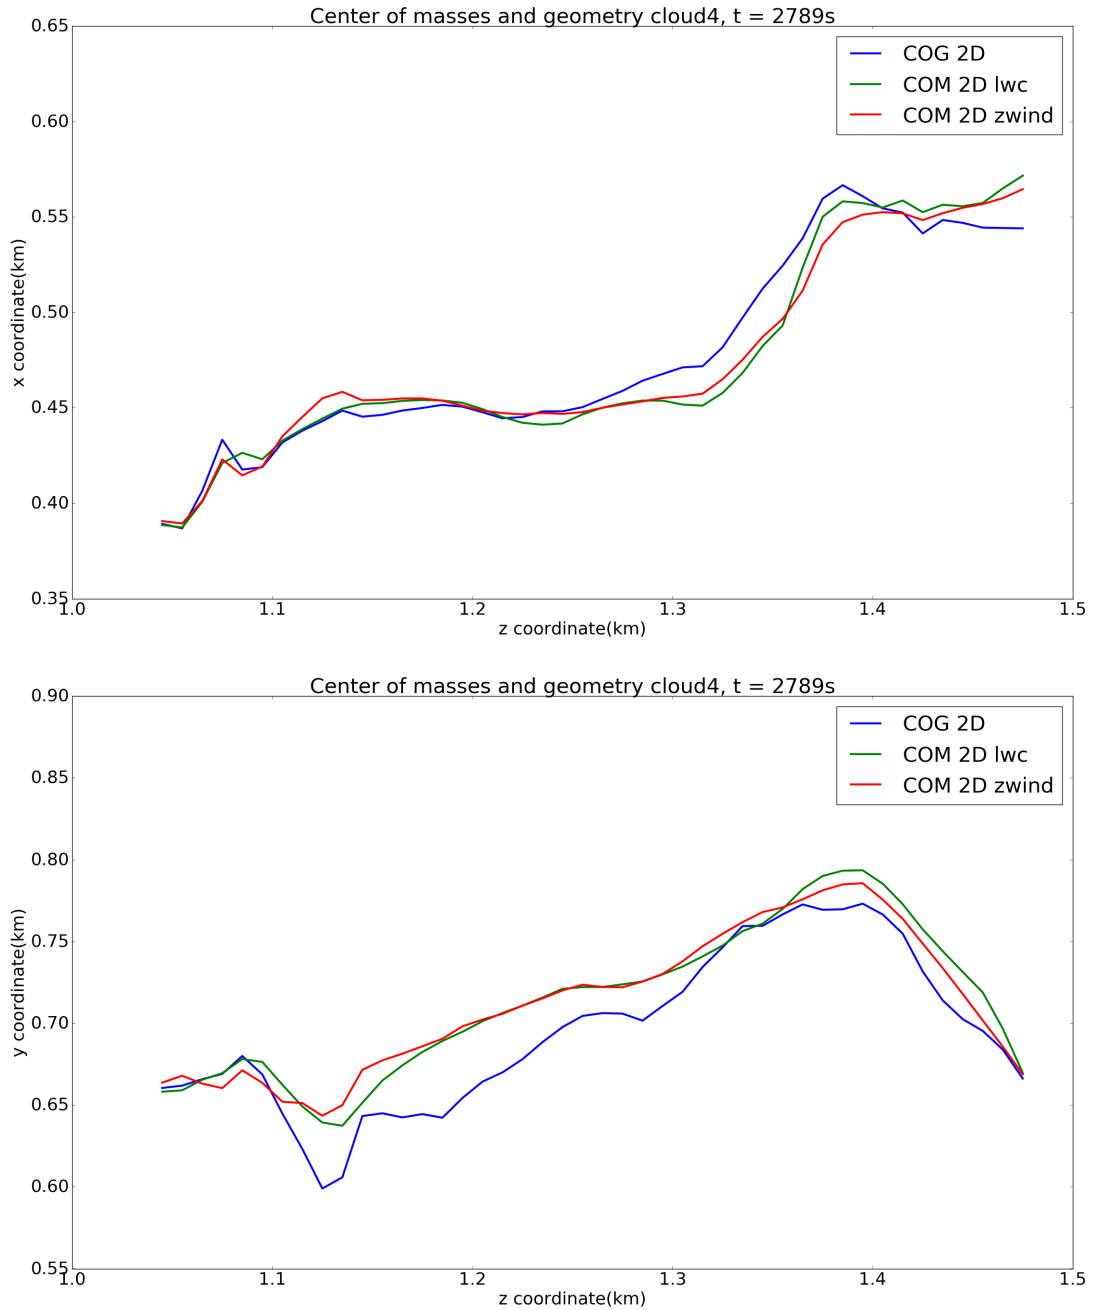 Center of masses and geometry cloud4, t = 2789s
0.65
0.60
0.55
0.50
0.45
0.40
0.35
x coordinate(km)
COG 2D
COM 2D lwc
COM 2D zwind
1.0 1.1 1.2 1.3 1.4 1.5
z coordinate(km)
Center of masses and geometry cloud4, t = 2789s
0.90
0.85
0.80
0.75
0.70
0.65
0.60
0.55
y coordinate(km)
COG 2D
COM 2D lwc
COM 2D zwind
1.0 1.1 1.2 1.3 1.4 1.5
z coordinate(km)